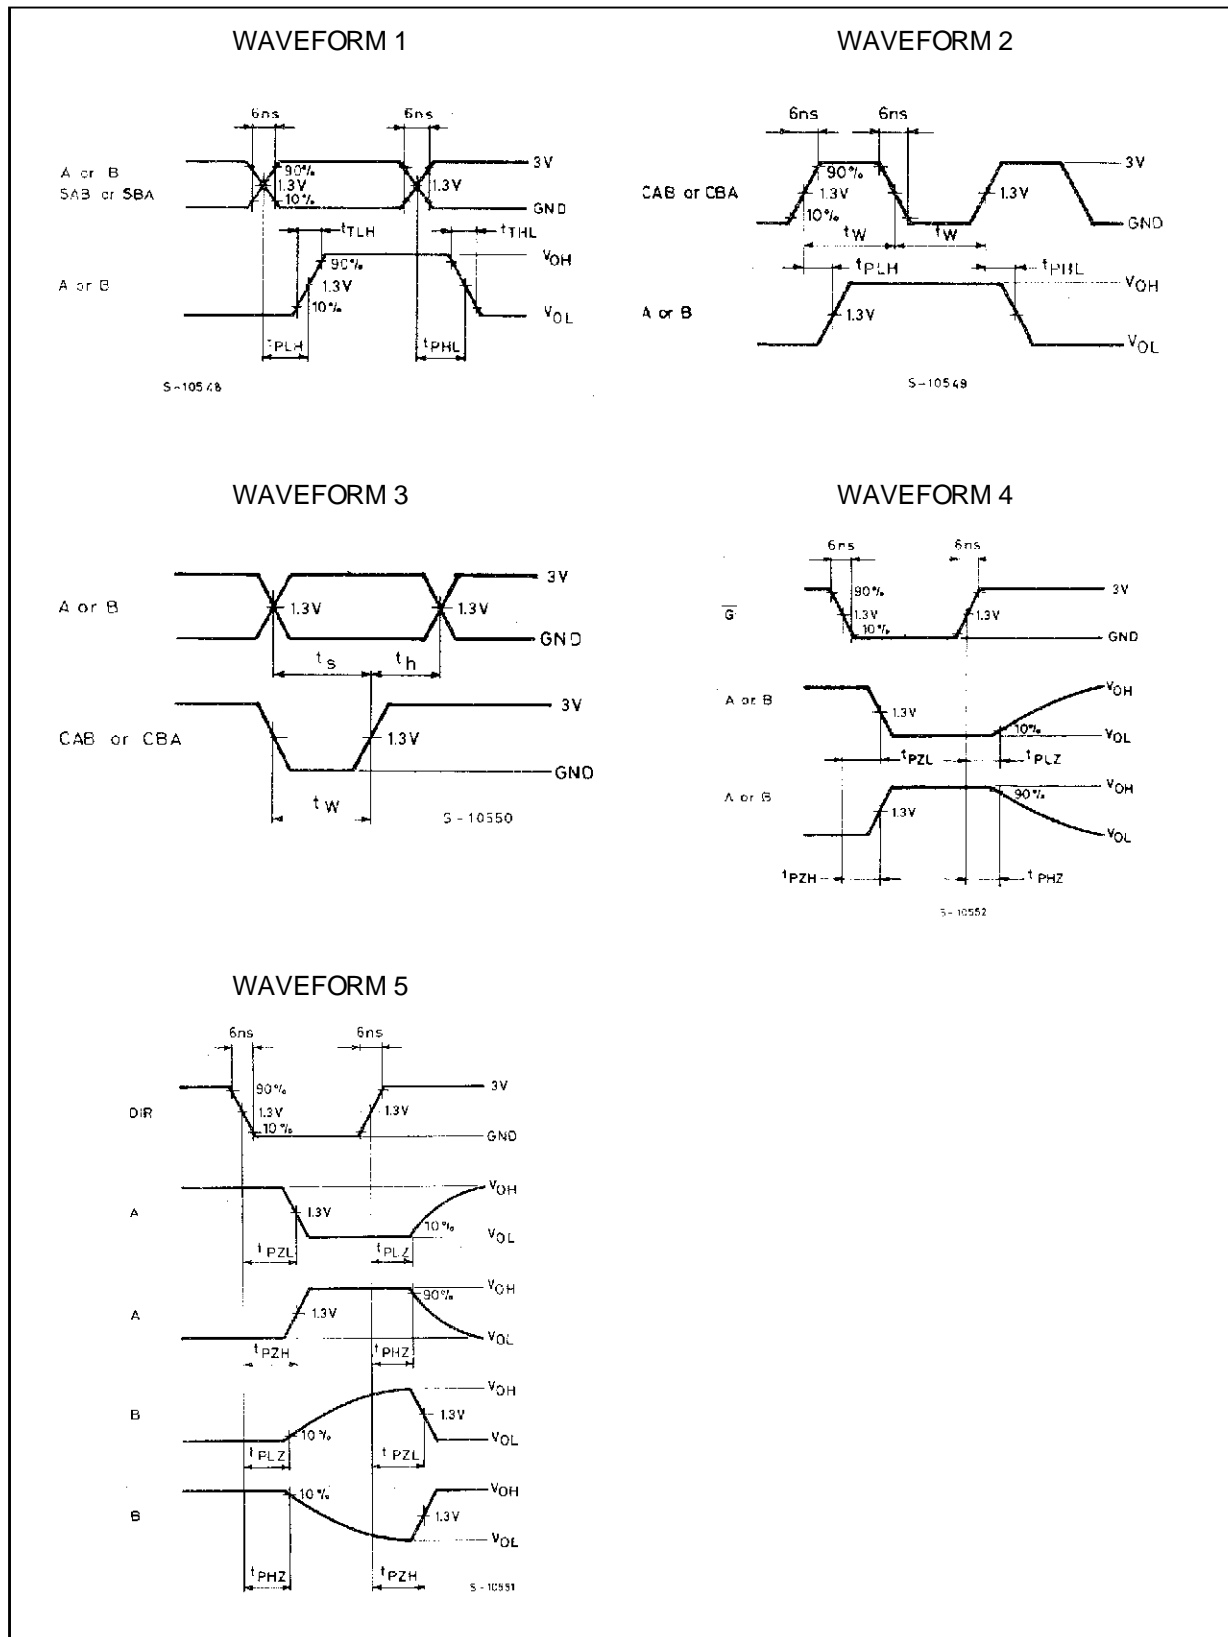 WAVEFORM 1
6ns
6ns
A or B
SAB or SBA
90%
1.3V
10%
1.3V
3V
GND
tTLH
tTHL
A or B
90%
1.3V
10%
VOH
VOL
tPLH
tPHL
S-10548
WAVEFORM 2
6ns
6ns
CAB or CBA
90%
1.3V
10%
1.3V
3V
GND
tW
tW
tPLH
tPHL
A or B
1.3V
VOH
VOL
S-10549
WAVEFORM 3
A or B
1.3V
1.3V
3V
GND
ts
th
CAB or CBA
1.3V
3V
GND
tW
S-10550
WAVEFORM 4
6ns
6ns
G
90%
1.3V
10%
1.3V
3V
GND
A or B
1.3V
10%
VOH
VOL
tPZL
tPLZ
A or B
1.3V
90%
VOH
VOL
tPZH
tPHZ
S-10552
WAVEFORM 5
6ns
6ns
DIR
90%
1.3V
10%
1.3V
3V
GND
A
1.3V
10%
VOH
VOL
tPZL
tPLZ
A
1.3V
90%
VOH
VOL
tPZH
tPHZ
B
10%
1.3V
VOH
VOL
tPLZ
tPZL
B
10%
1.3V
VOH
VOL
tPHZ
tPZH
S-10551